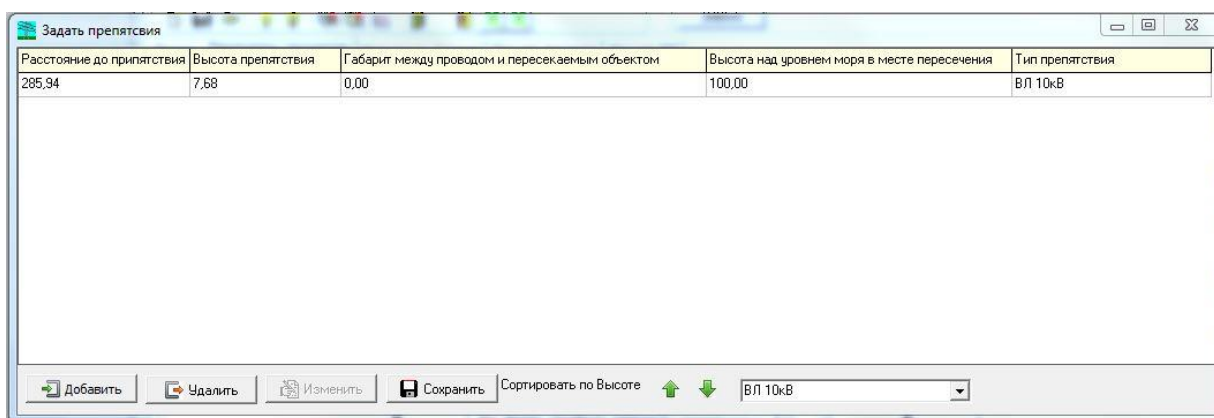 Задать препятсвия
Расстояние до припятствия Высота препятствия Габарит между проводом и пересекаемым объектом Высота над уровнем моря в месте пересечения Тип препятствия
285,94 7,68 0,00 100,00 ВЛ 10кВ
Добавить Удалить Изменить Сохранить Сортировать по Высоте ВЛ 10кВ